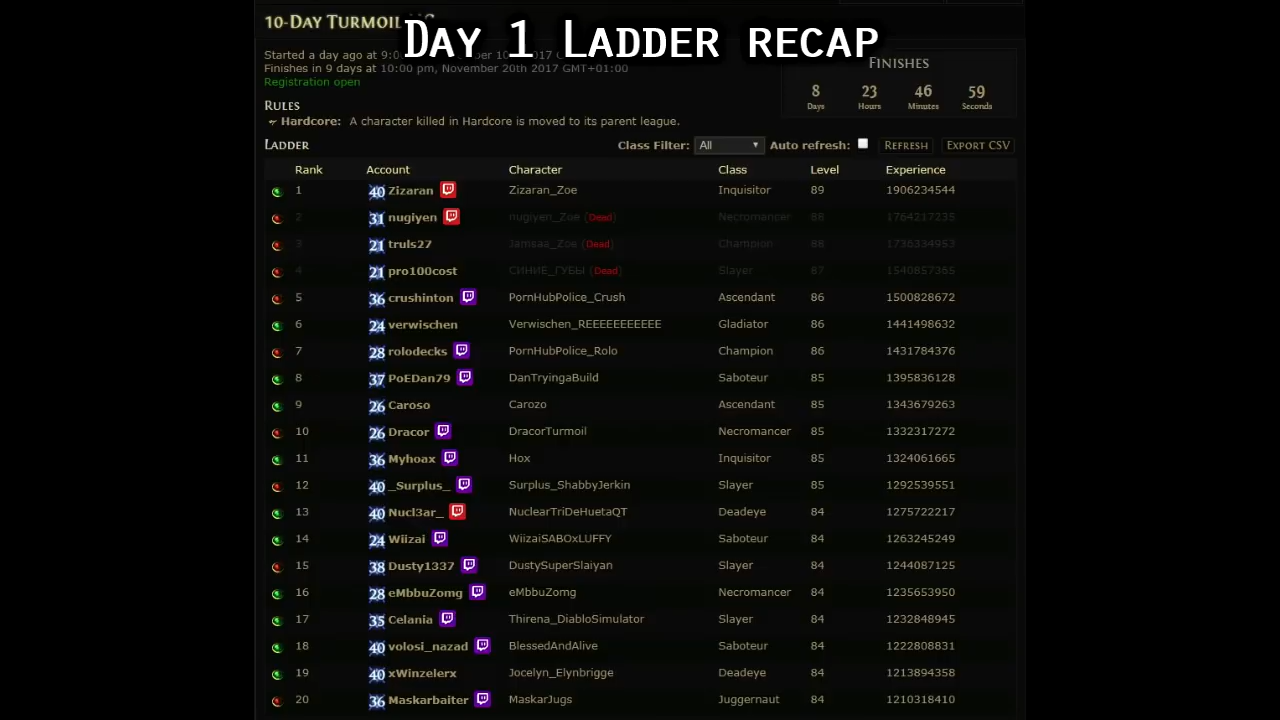 10-Day Turmoil
Day 1 Ladder recap
Started a day ago at 9:0
Finishes in 9 days at 10:00 pm, November 20th 2017 GMT+01:00
Registration open
Finishes
8 23 46 59
Days Hours Minutes Seconds
Rules
Hardcore: A character killed in Hardcore is moved to its parent league.
Ladder Class Filter: All Auto refresh: Refresh Export CSV
Rank Account Character Class Level Experience
1 40 Zizaran Zizaran_Zoe Inquisitor 89 1906234544
2 31 nugiyen nugiyen_Zoe (Dead) Necromancer 88 1764217235
3 21 truls27 Jamsaa_Zoe (Dead) Champion 88 1736334953
4 21 pro100cost СИНИЕ_ГУБЫ (Dead) Slayer 87 1540857365
5 36 crushinton PornHubPolice_Crush Ascendant 86 1500828672
6 24 verwischen Verwischen_REEEEEEEEEEE Gladiator 86 1441498632
7 28 rolodecks PornHubPolice_Rolo Champion 86 1431784376
8 37 PoEDan79 DanTryingaBuild Saboteur 85 1395836128
9 26 Caroso Carozo Ascendant 85 1343679263
10 26 Dracor DracorTurmoil Necromancer 85 1332317272
11 36 Myhoax Hox Inquisitor 85 1324061665
12 40 _Surplus_ Surplus_ShabbyJerkin Slayer 85 1292539551
13 40 Nucl3ar_ NuclearTriDeHuetaQT Deadeye 84 1275722217
14 24 Wiizai WiizaiSABOxLUFFY Saboteur 84 1263245249
15 38 Dusty1337 DustySuperSlaiyan Slayer 84 1244087125
16 28 eMbbuZomg eMbbuZomg Necromancer 84 1235653950
17 35 Celania Thirena_DiabloSimulator Slayer 84 1232848945
18 40 volosi_nazad BlessedAndAlive Saboteur 84 1222808831
19 40 xWinzelerx Jocelyn_Elynbrigge Deadeye 84 1213894358
20 36 Maskarbaiter MaskarJugs Juggernaut 84 1210318410